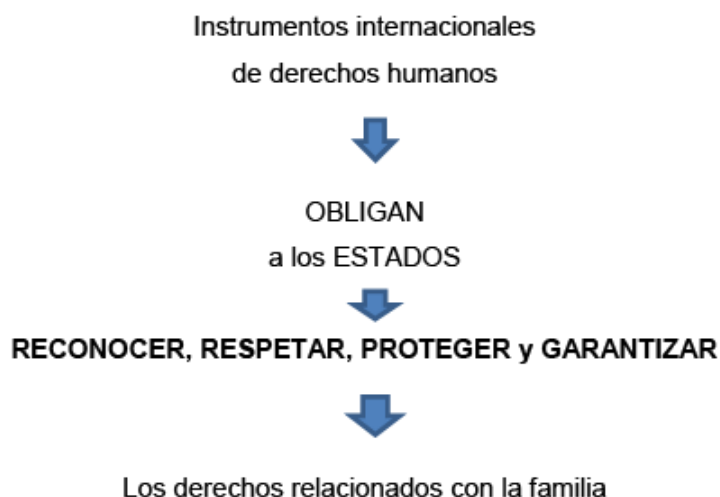 Instrumentos internacionales
de derechos humanos
OBLIGAN
a los ESTADOS
RECONOCER, RESPETAR, PROTEGER y GARANTIZAR
Los derechos relacionados con la familia